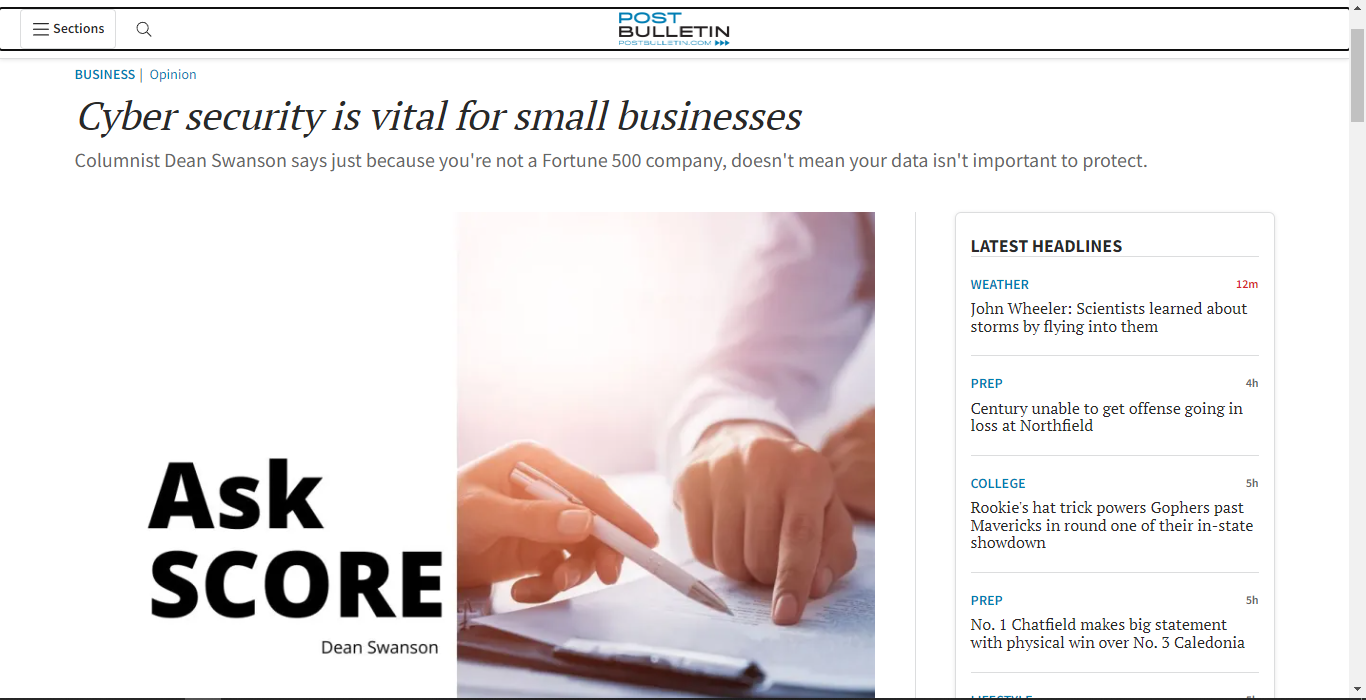 Sections
POST
BULLETIN
POSTBULLETIN.COM
BUSINESS | Opinion
Cyber security is vital for small businesses
Columnist Dean Swanson says just because you're not a Fortune 500 company, doesn't mean your data isn't important to protect.
Ask
SCORE
Dean Swanson
LATEST HEADLINES
WEATHER 12m
John Wheeler: Scientists learned about
storms by flying into them
PREP 4h
Century unable to get offense going in
loss at Northfield
COLLEGE 5h
Rookie's hat trick powers Gophers past
Mavericks in round one of their in-state
showdown
PREP 5h
No. 1 Chatfield makes big statement
with physical win over No. 3 Caledonia